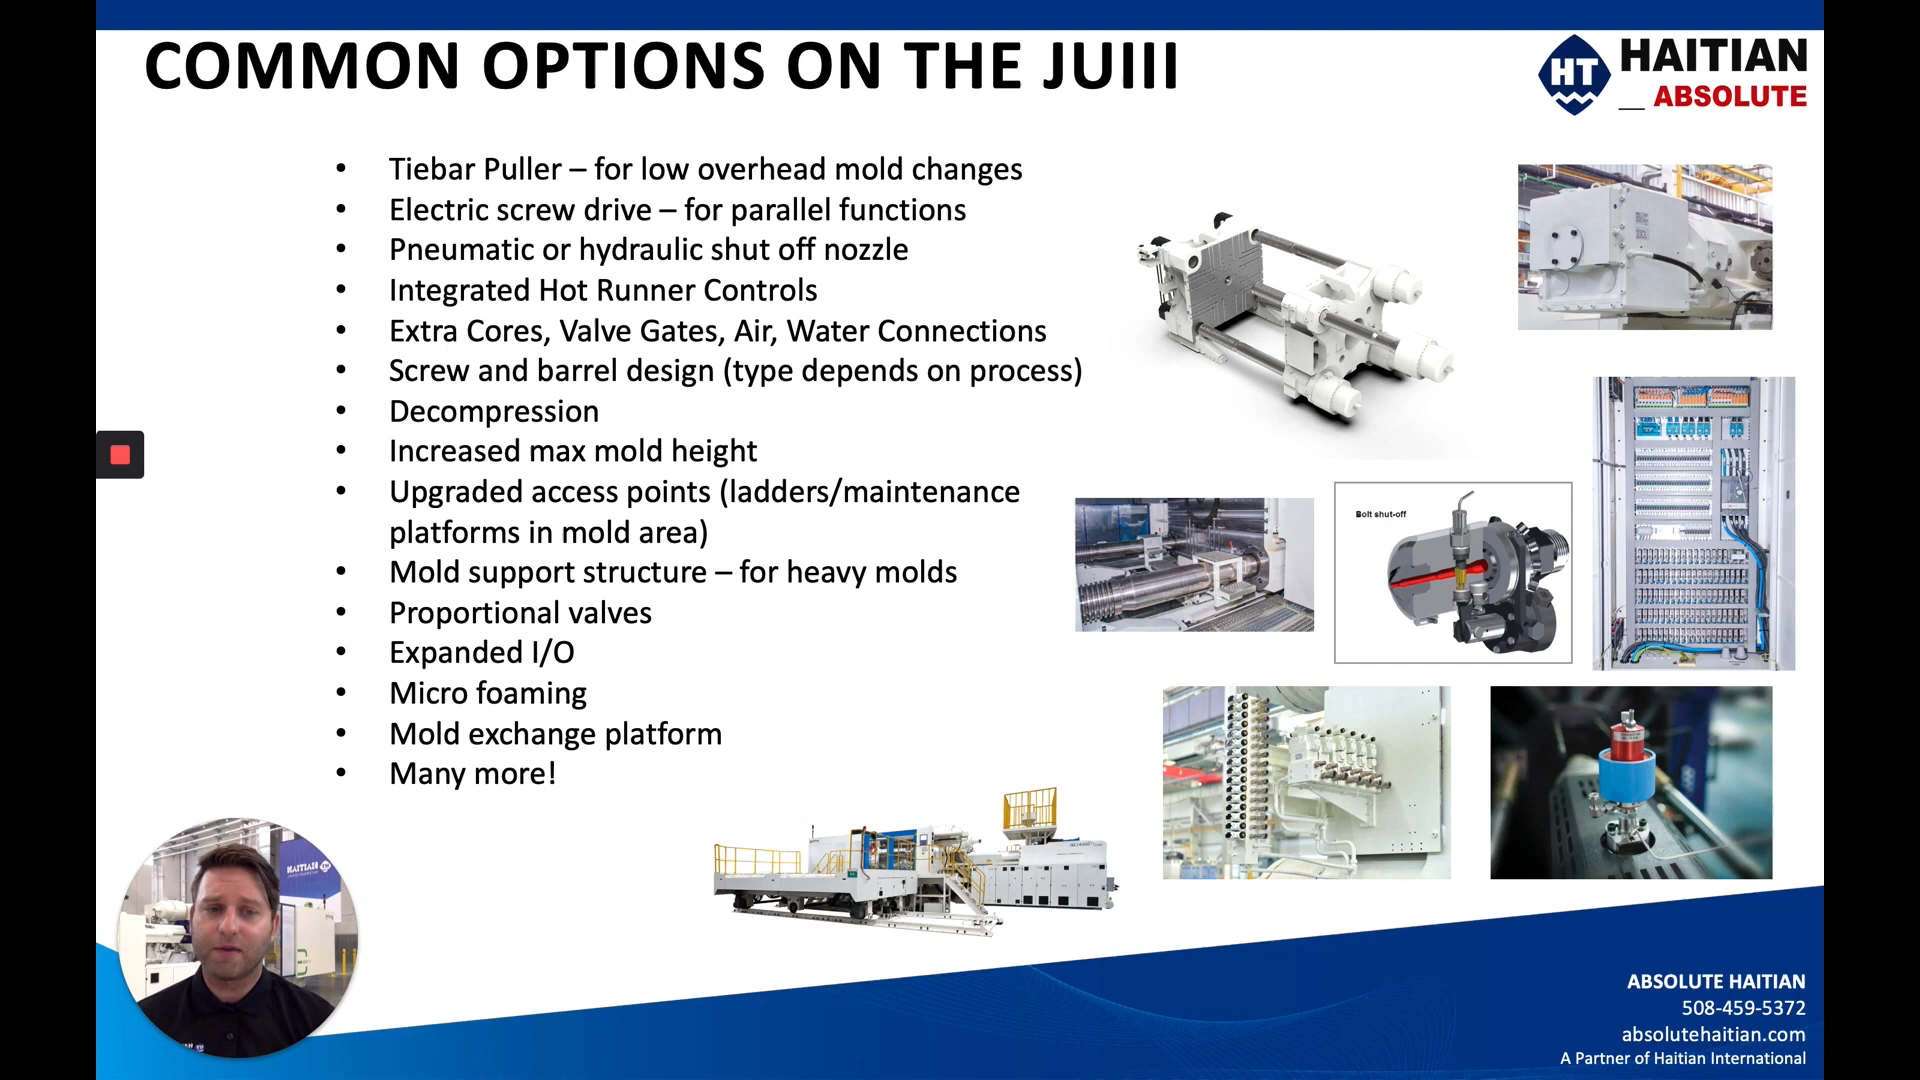 COMMON OPTIONS ON THE JUIII
HT
HAITIAN
ABSOLUTE
• Tiebar Puller – for low overhead mold changes
• Electric screw drive – for parallel functions
• Pneumatic or hydraulic shut off nozzle
• Integrated Hot Runner Controls
• Extra Cores, Valve Gates, Air, Water Connections
• Screw and barrel design (type depends on process)
• Decompression
• Increased max mold height
• Upgraded access points (ladders/maintenance
platforms in mold area)
• Mold support structure – for heavy molds
• Proportional valves
• Expanded I/O
• Micro foaming
• Mold exchange platform
• Many more!
Bolt shut-off
HAITIAN
ABSOLUTE HAITIAN
508-459-5372
absolutehaitian.com
A Partner of Haitian International